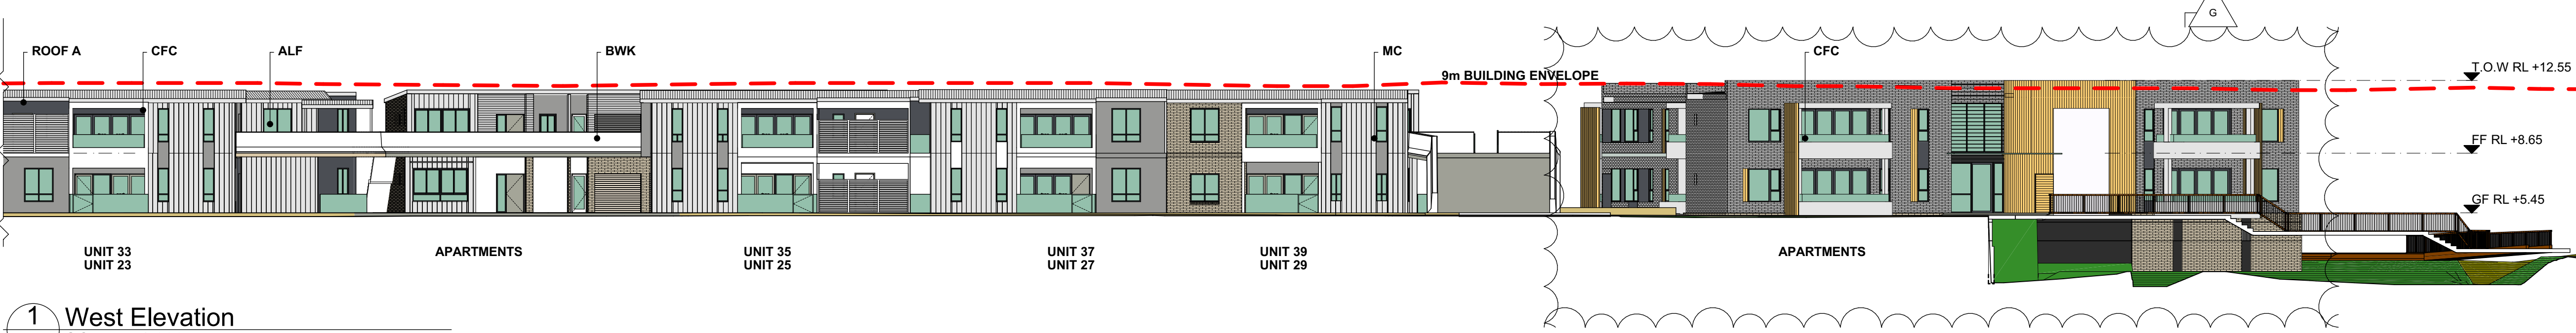 G
ROOF A
CFC
ALF
BWK
MC
CFC
9m BUILDING ENVELOPE
T.O.W RL +12.55
FF RL +8.65
GF RL +5.45
UNIT 33
UNIT 23
APARTMENTS
UNIT 35
UNIT 25
UNIT 37
UNIT 27
UNIT 39
UNIT 29
APARTMENTS
1
West Elevation